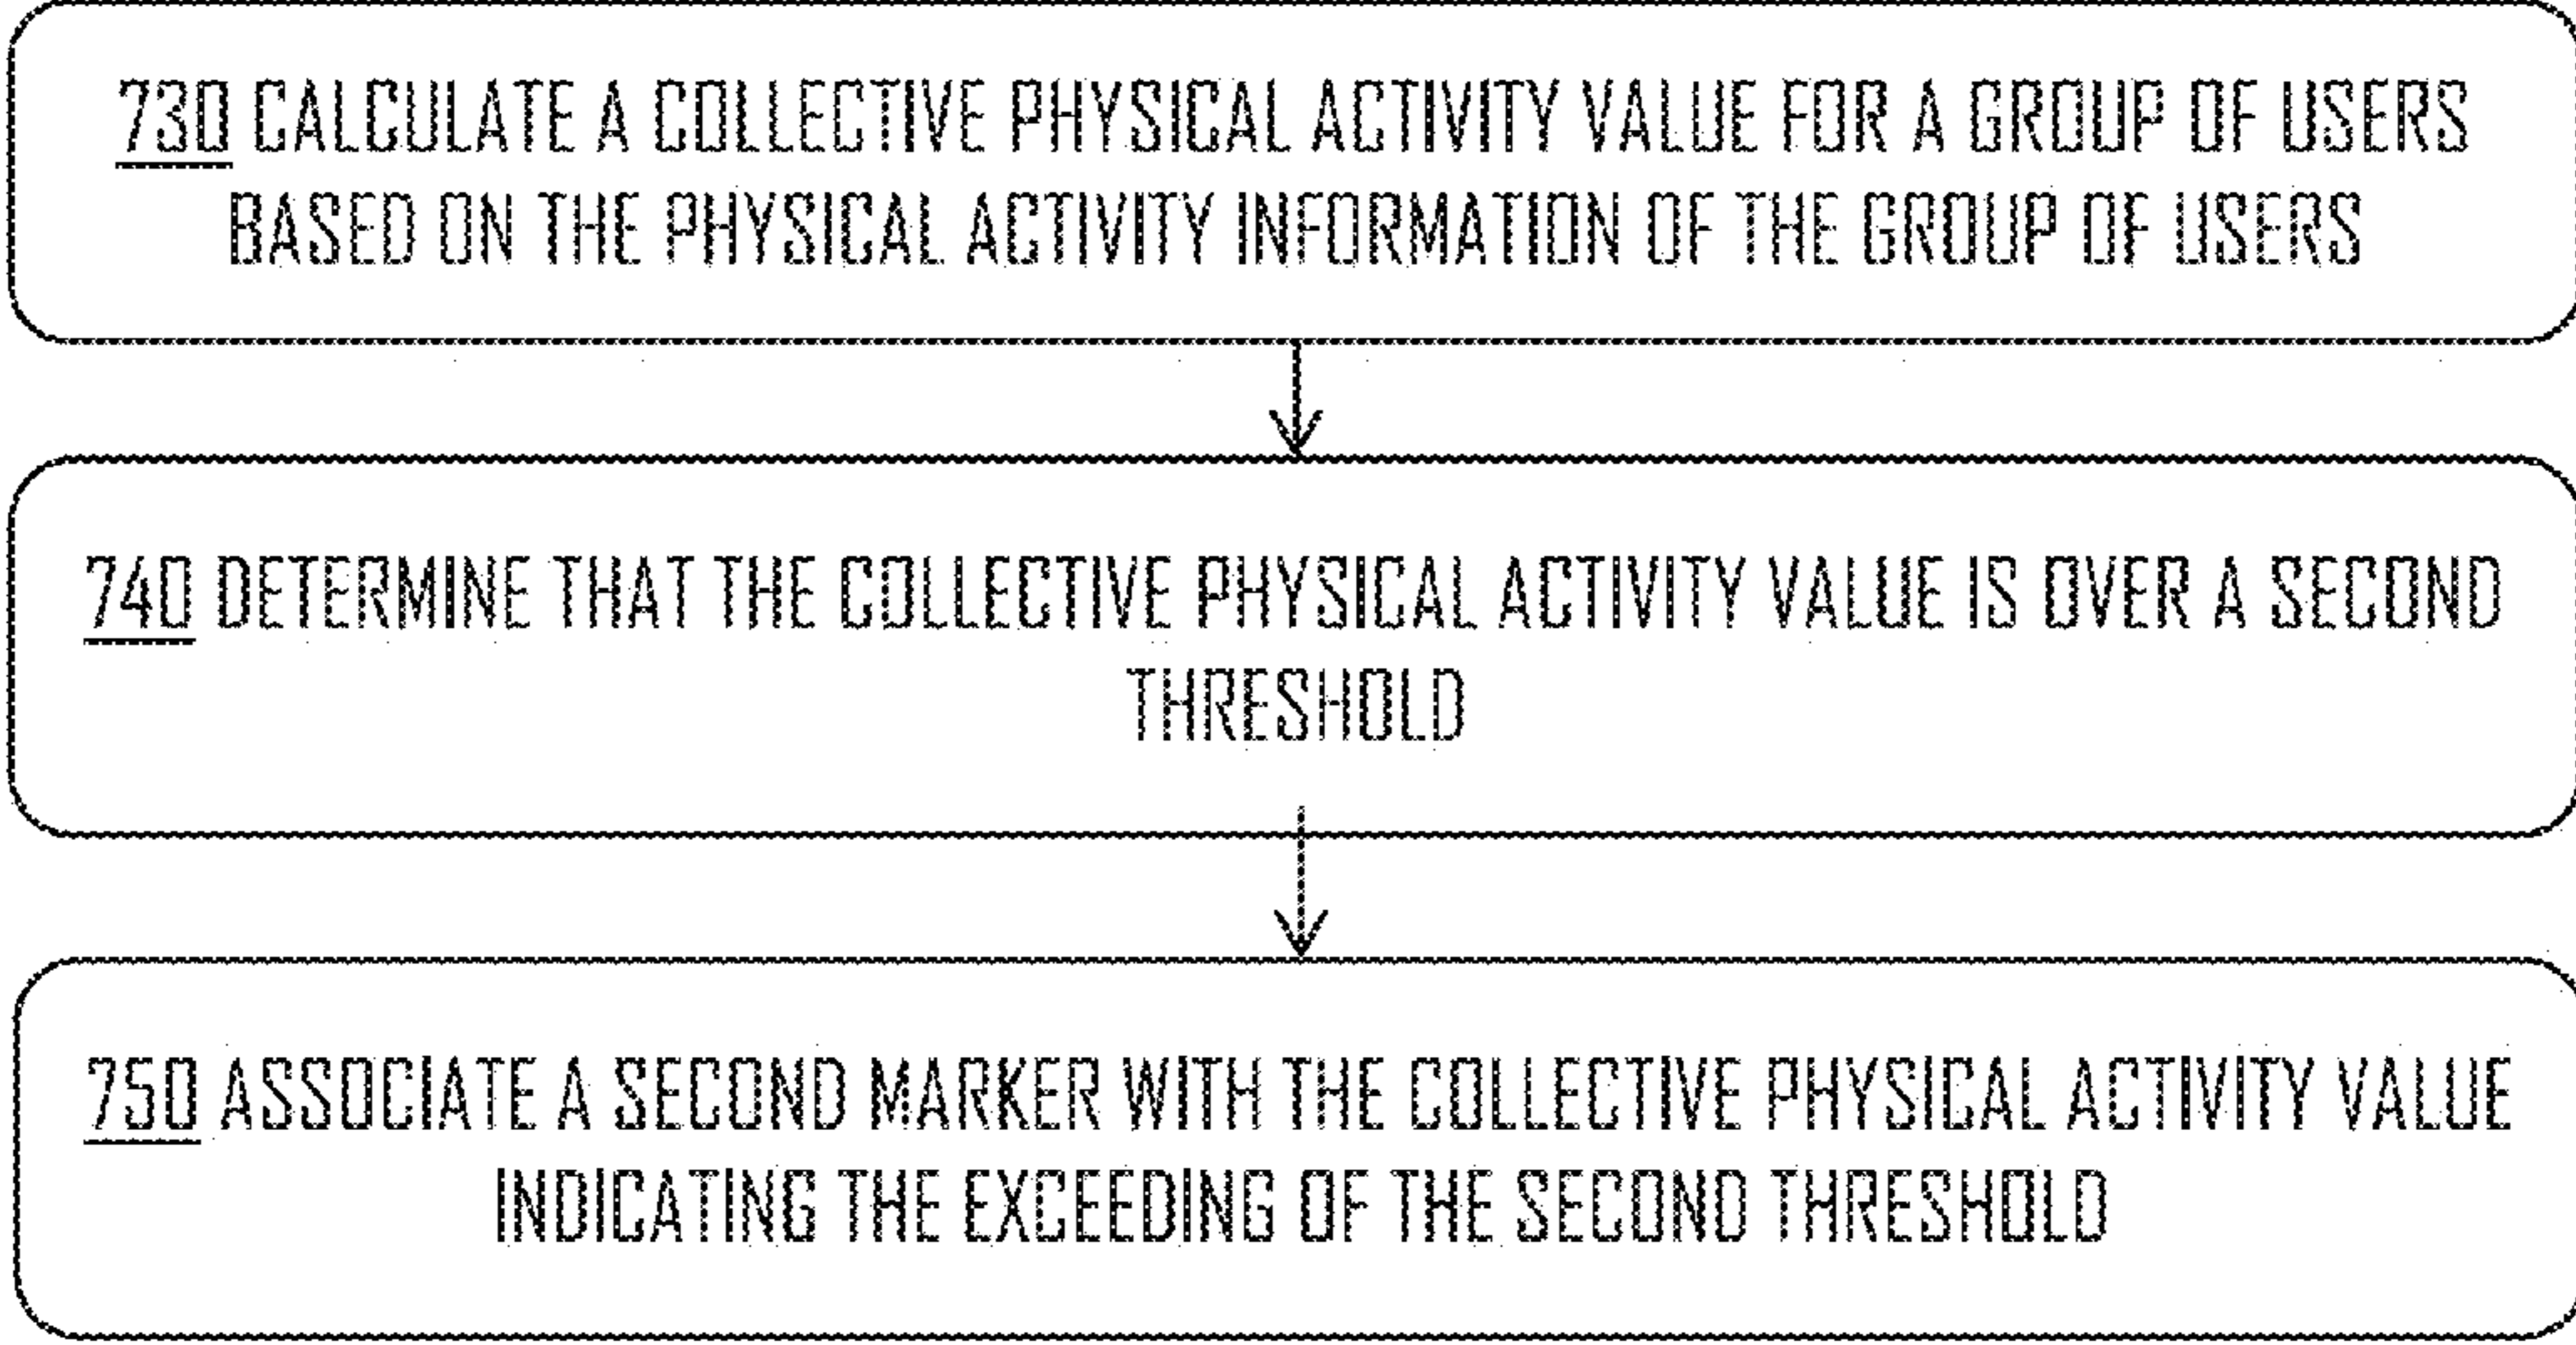 730 CALCULATE A COLLECTIVE PHYSICAL ACTIVITY VALUE FOR A GROUP OF USERS
BASED ON THE PHYSICAL ACTIVITY INFORMATION OF THE GROUP OF USERS
740 DETERMINE THAT THE COLLECTIVE PHYSICAL ACTIVITY VALUE IS OVER A SECOND
THRESHOLD
750 ASSOCIATE A SECOND MARKER WITH THE COLLECTIVE PHYSICAL ACTIVITY VALUE
INDICATING THE EXCEEDING OF THE SECOND THRESHOLD